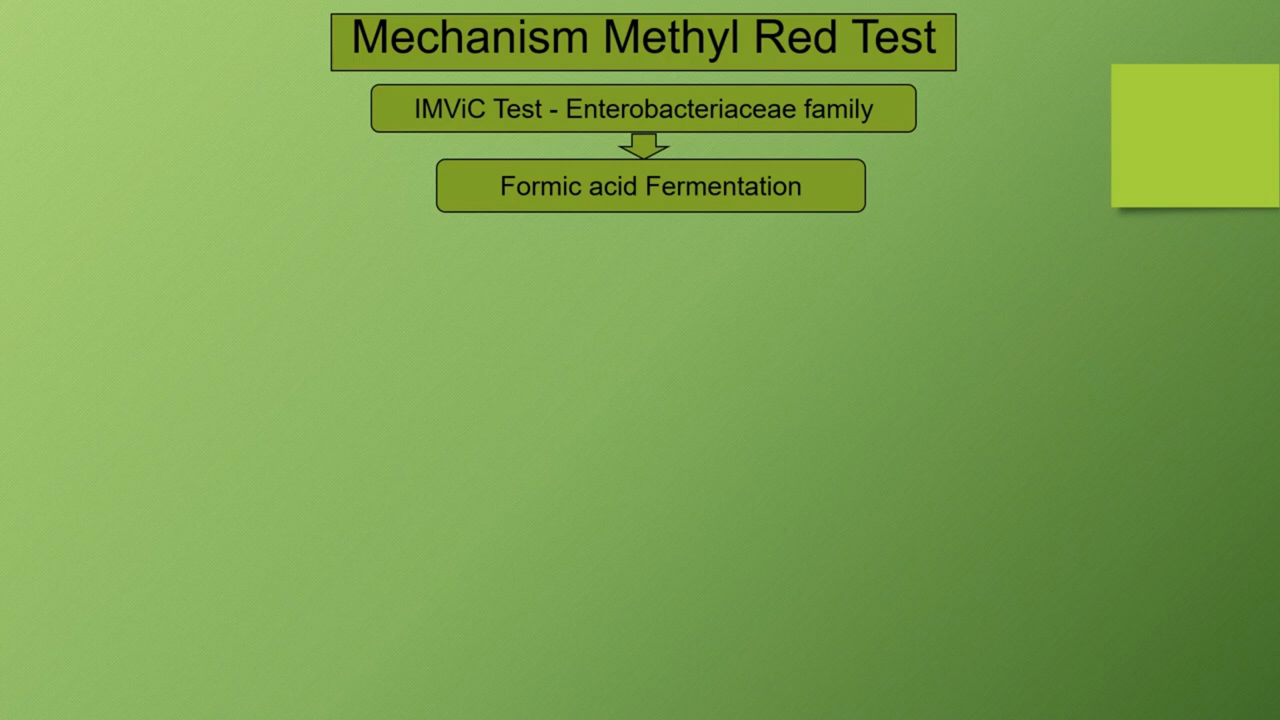 Mechanism Methyl Red Test
IMViC Test - Enterobacteriaceae family
Formic acid Fermentation